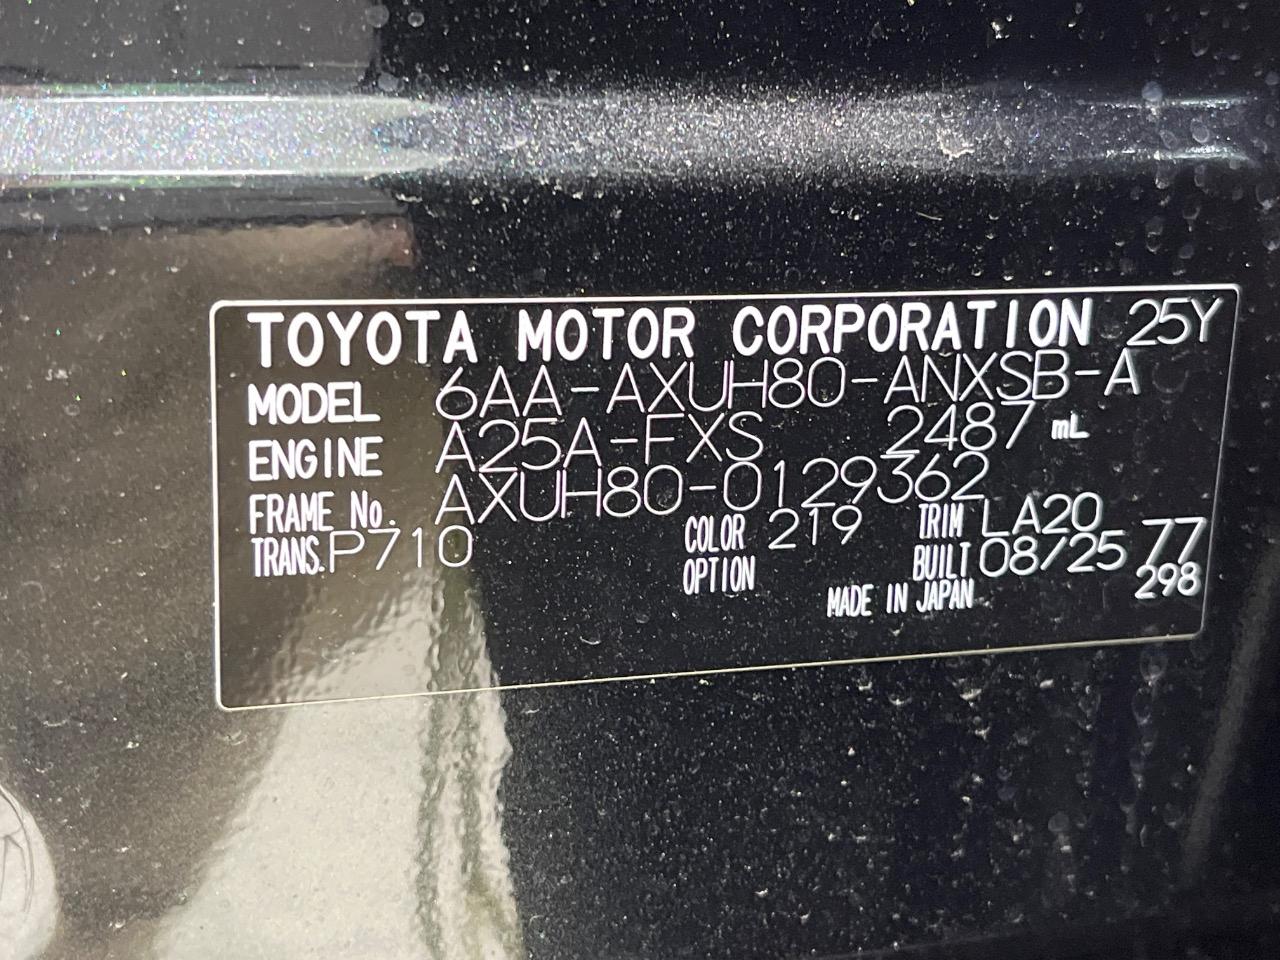 TOYOTA MOTOR CORPORATION 25Y
MODEL 6AA-AXUH80-ANXSB-A
ENGINE A25A-FXS 2487 mL
FRAME No. AXUH80-0129362
TRANS. P710 COLOR 219 TRIM LA20
OPTION BUILT 08/25 77
MADE IN JAPAN 298